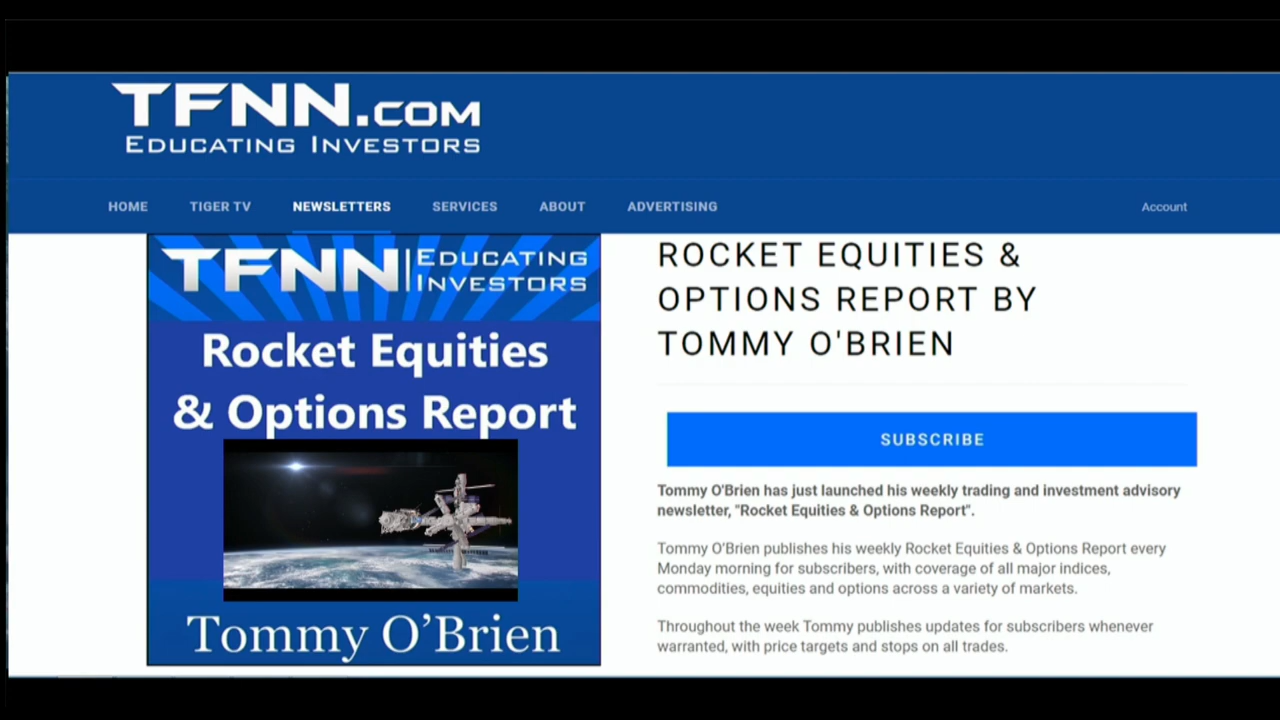 TFNN.COM
EDUCATING INVESTORS
HOME TIGER TV NEWSLETTERS SERVICES ABOUT ADVERTISING Account
TFNN EDUCATING
INVESTORS
Rocket Equities
& Options Report
Tommy O’Brien
ROCKET EQUITIES &
OPTIONS REPORT BY
TOMMY O'BRIEN
SUBSCRIBE
Tommy O'Brien has just launched his weekly trading and investment advisory
newsletter, "Rocket Equities & Options Report".
Tommy O’Brien publishes his weekly Rocket Equities & Options Report every
Monday morning for subscribers, with coverage of all major indices,
commodities, equities and options across a variety of markets.
Throughout the week Tommy publishes updates for subscribers whenever
warranted, with price targets and stops on all trades.